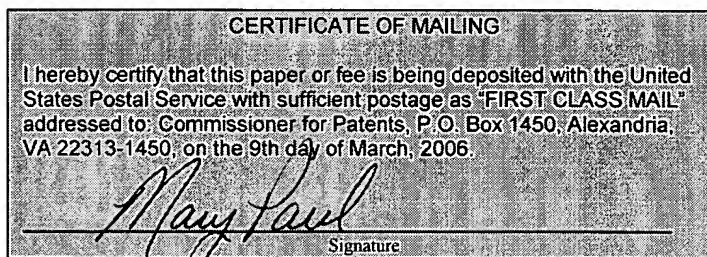 CERTIFICATE OF MAILING
I hereby certify that this paper or fee is being deposited with the United
States Postal Service with sufficient postage as "FIRST CLASS MAIL"
addressed to: Commissioner for Patents, P.O. Box 1450, Alexandria,
VA 22313-1450, on the 9th day of March, 2006.
Mary Paul
Signature